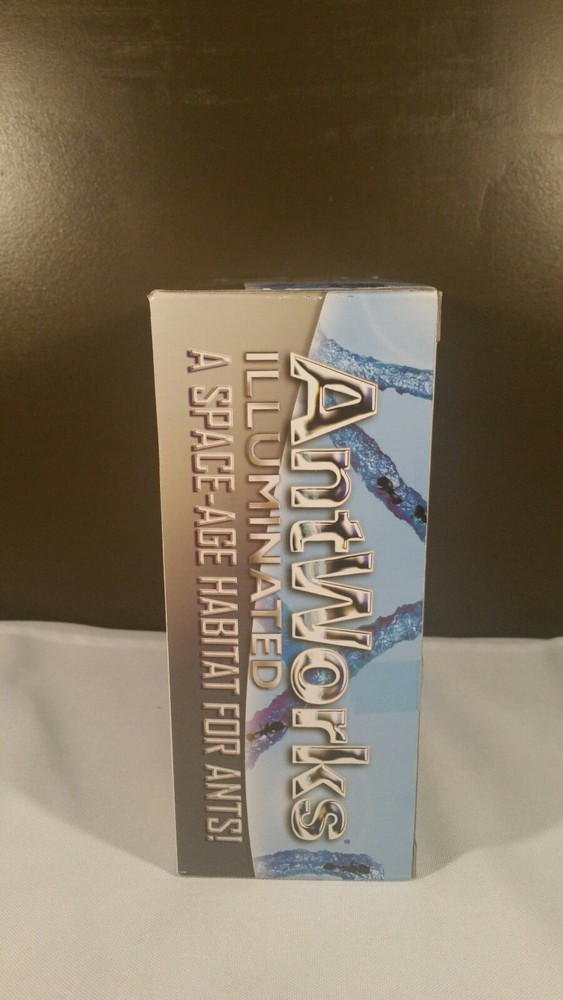 AntWorks®
ILLUMINATED
A SPACE-AGE HABITAT FOR ANTS!